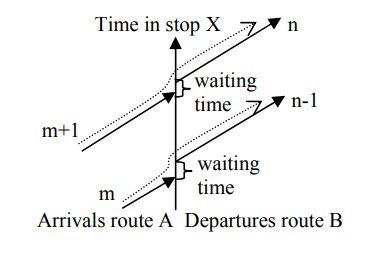 Time in stop X
n
waiting
time
n-1
m+1
waiting
time
m
Arrivals route A Departures route B